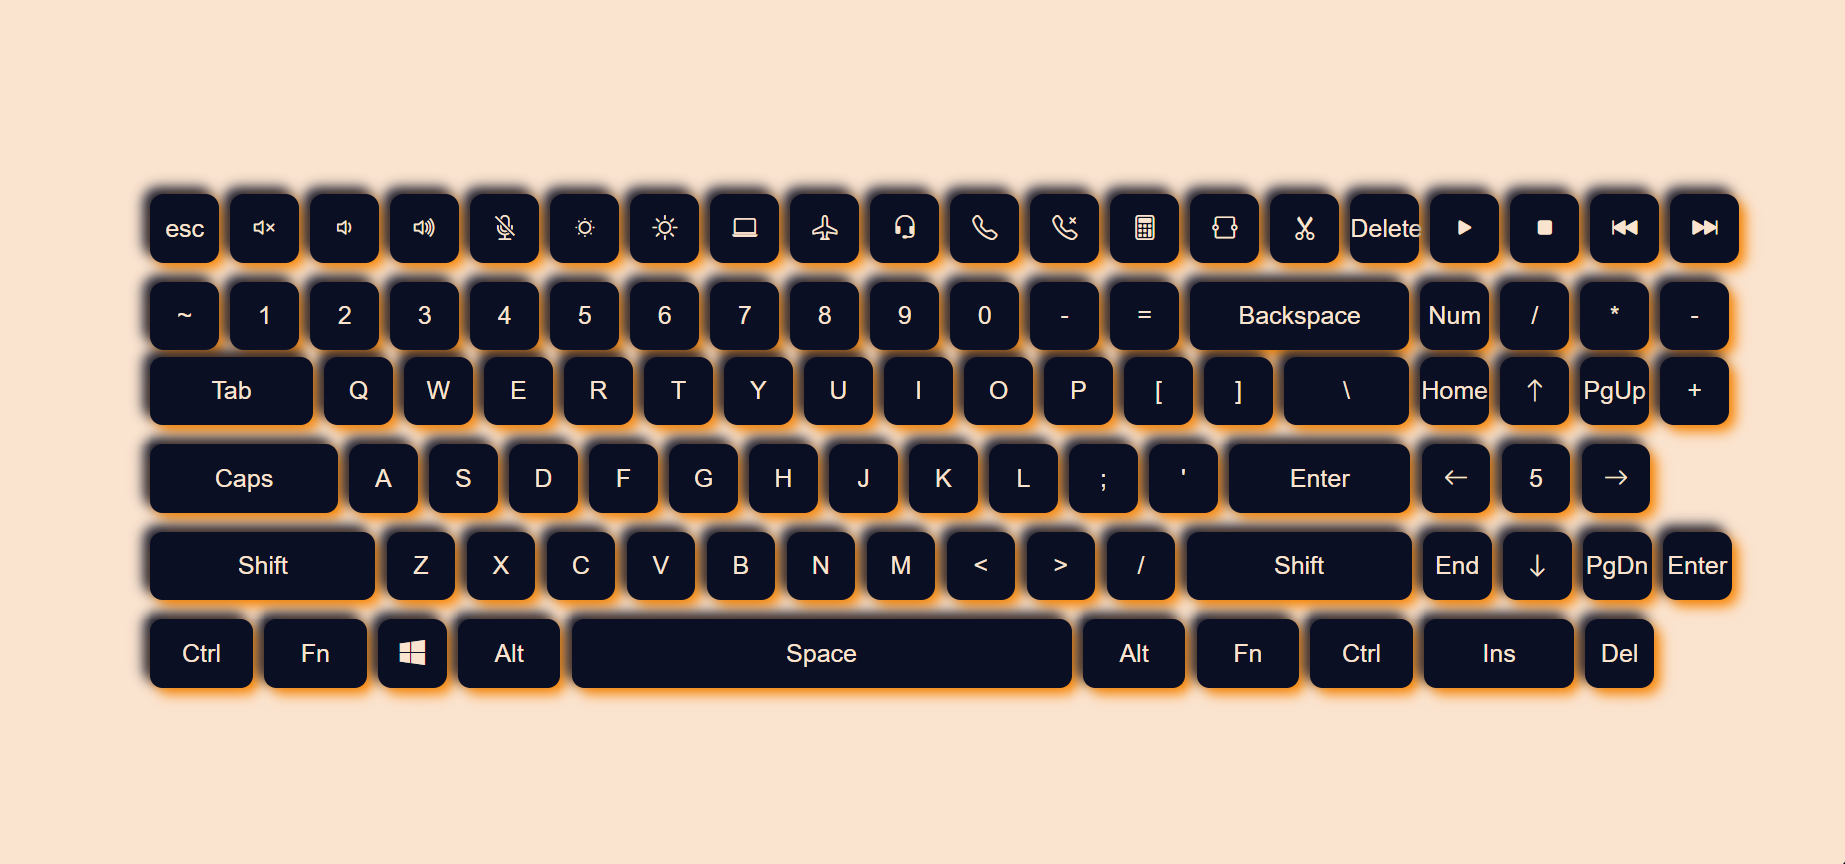 esc Delete
~ 1 2 3 4 5 6 7 8 9 0 - = Backspace Num / * -
Tab Q W E R T Y U I O P [ ] \ Home ↑ PgUp +
Caps A S D F G H J K L ; ' Enter ← 5 →
Shift Z X C V B N M < > / Shift End ↓ PgDn Enter
Ctrl Fn Alt Space Alt Fn Ctrl Ins Del